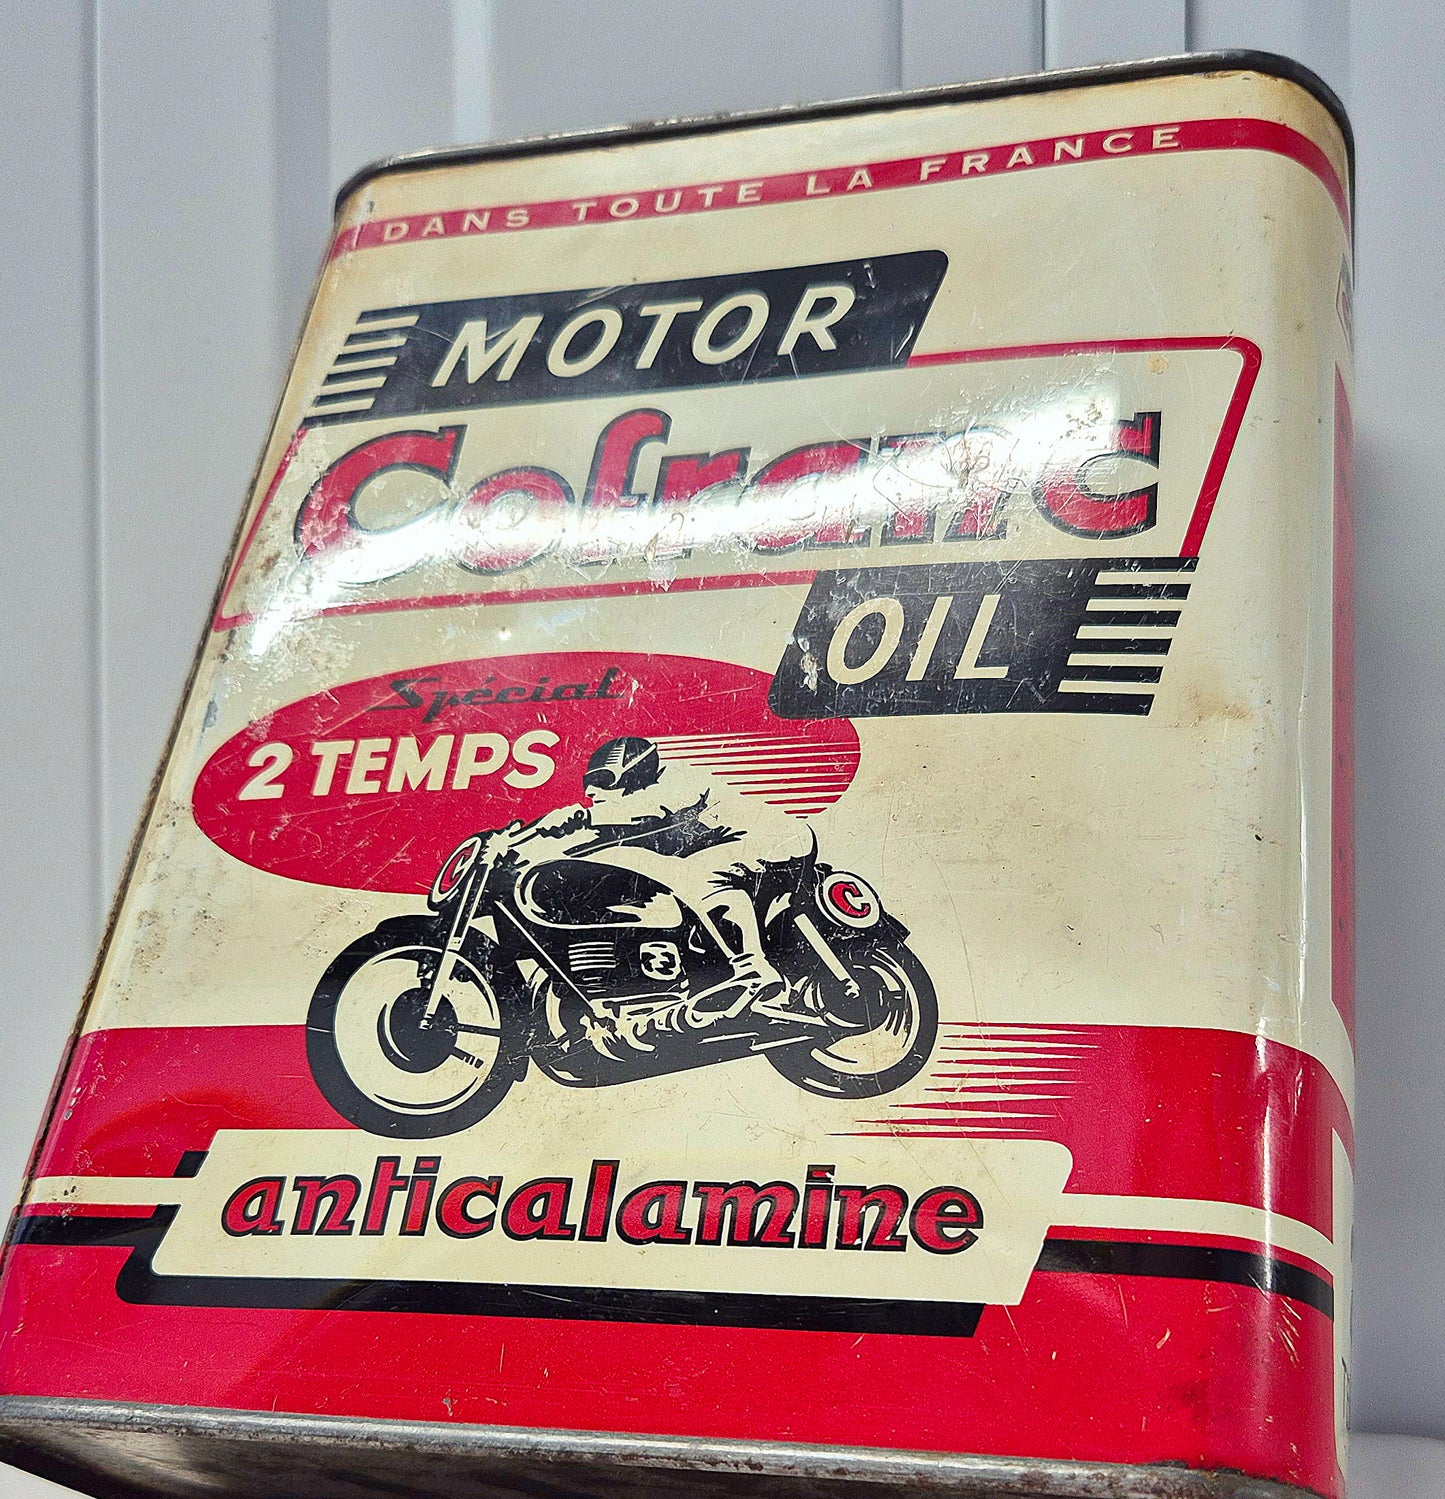 DANS TOUTE LA FRANCE
MOTOR
Cofranc
OIL
Spécial
2 TEMPS
C
C
anticalamine